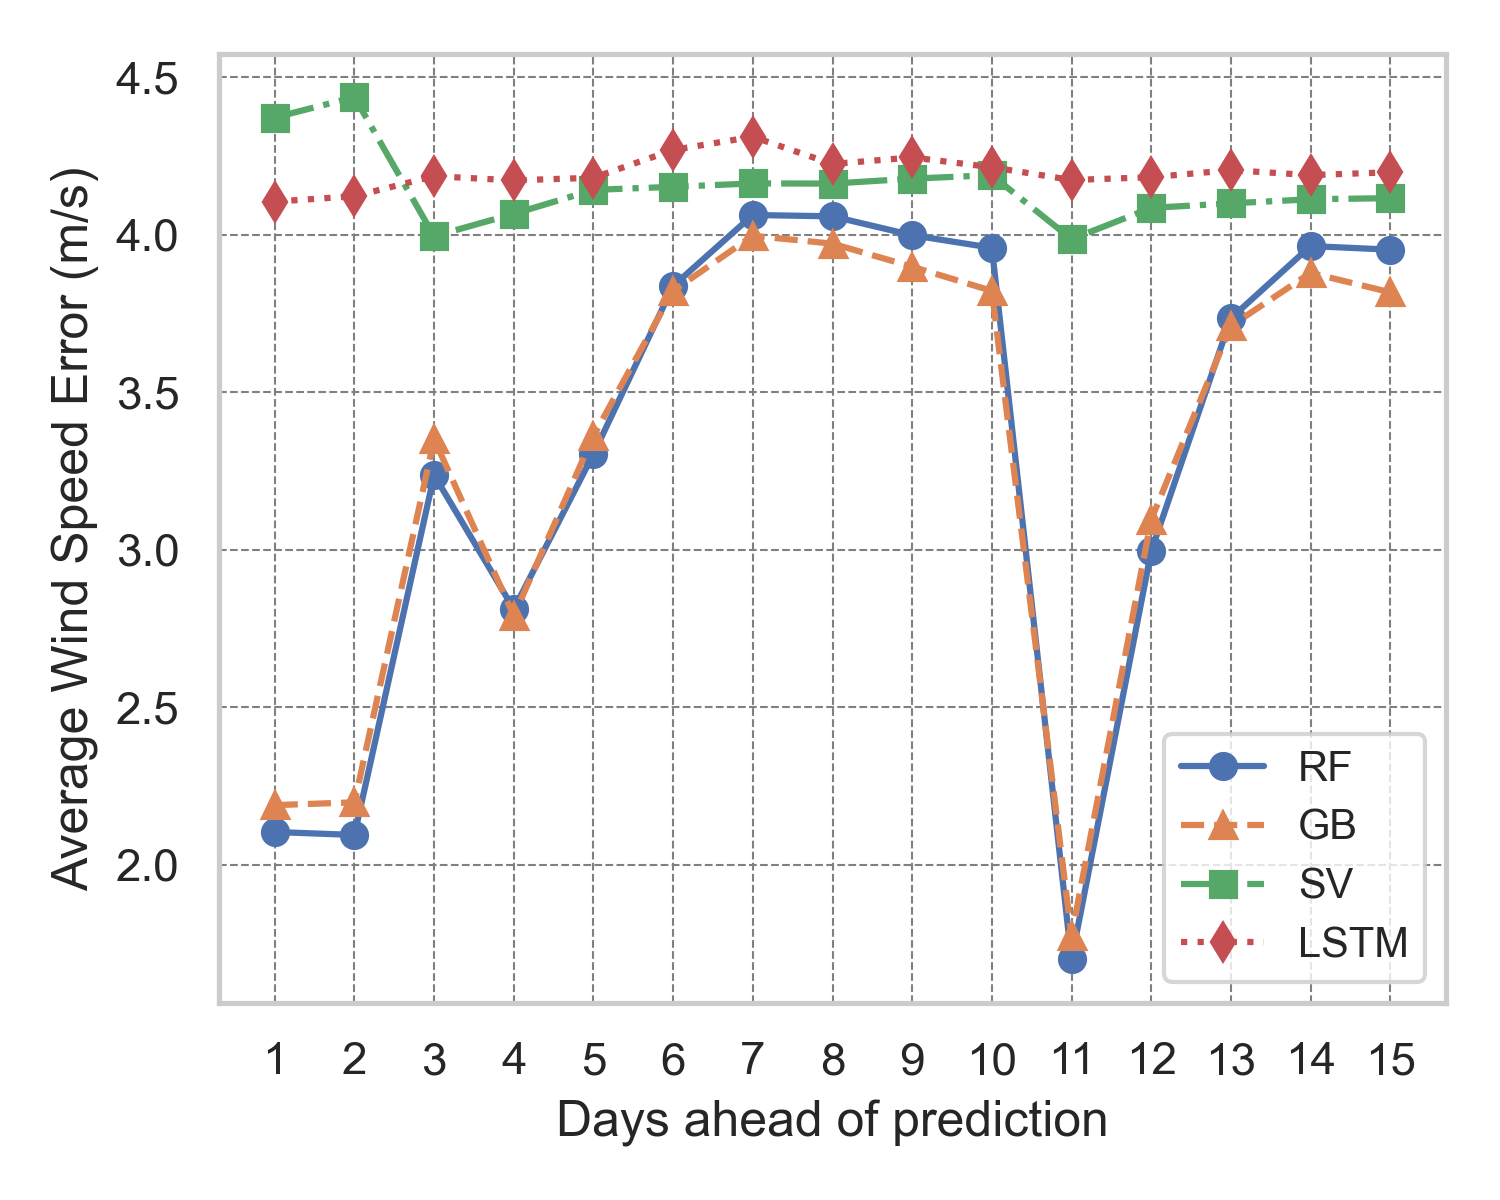 4.5
4.0
3.5
3.0
2.5
2.0
Average Wind Speed Error (m/s)
RF
GB
SV
LSTM
1 2 3 4 5 6 7 8 9 10 11 12 13 14 15
Days ahead of prediction